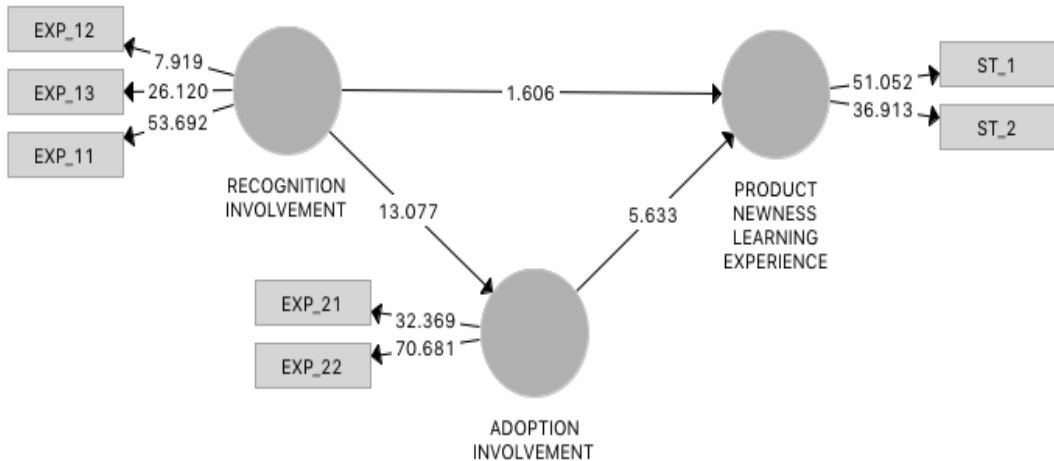 EXP_12
EXP_13
EXP_11
7.919
26.120
53.692
RECOGNITION
INVOLVEMENT
1.606
13.077
5.633
PRODUCT
NEWNESS
LEARNING
EXPERIENCE
51.052
36.913
ST_1
ST_2
EXP_21
EXP_22
32.369
70.681
ADOPTION
INVOLVEMENT